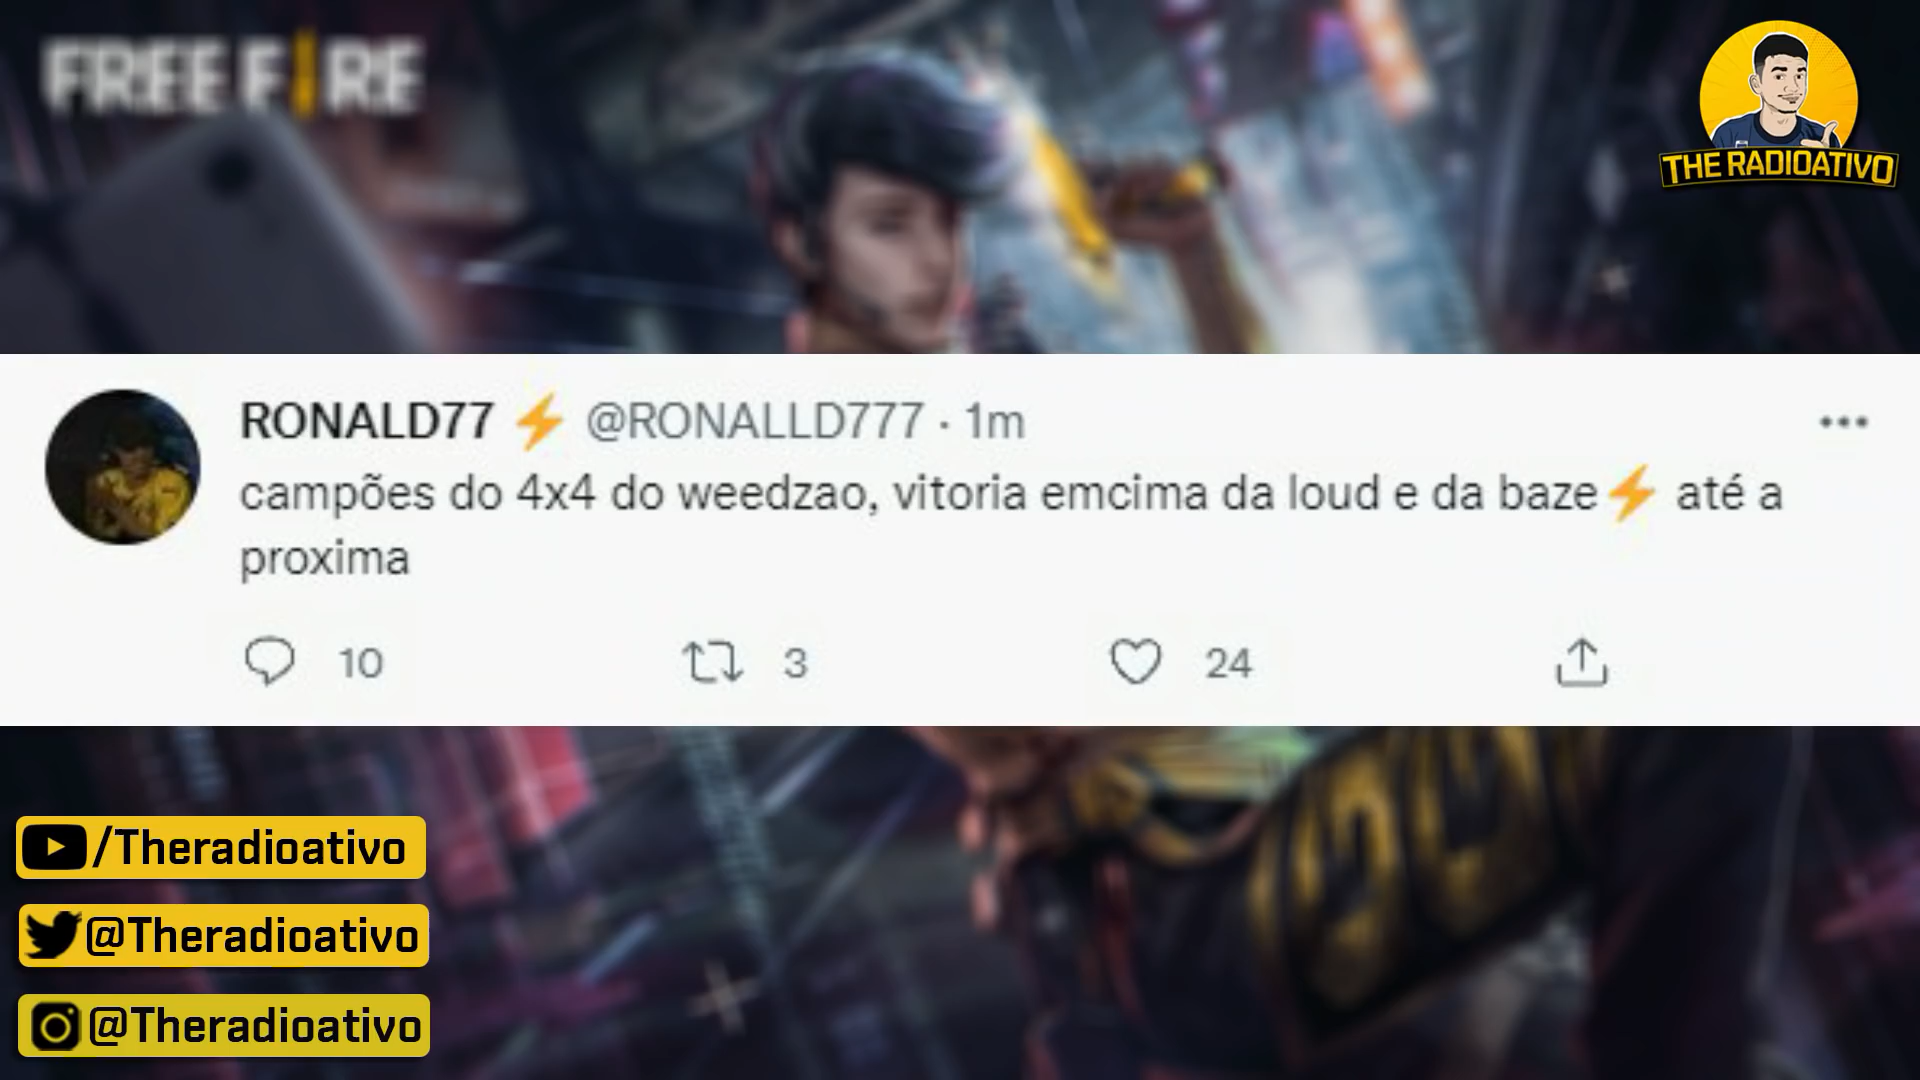 FREE FIRE
THE RADIOATIVO
RONALD77⚡ @RONALLD777 · 1m
campões do 4x4 do weedzao, vitoria emcima da loud e da baze⚡ até a
proxima
10 3 24
/Theradioativo
@Theradioativo
@Theradioativo